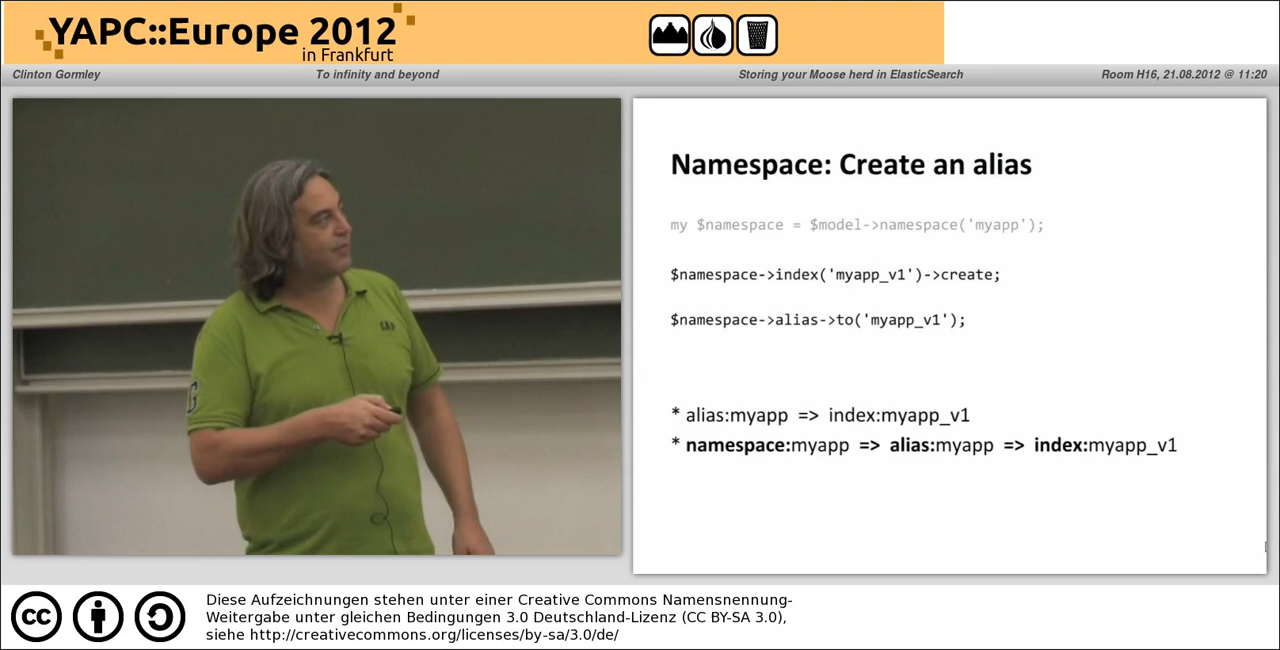 YAPC::Europe 2012
in Frankfurt
Clinton Gormley To infinity and beyond Storing your Moose herd in ElasticSearch Room H16, 21.08.2012 @ 11:20
Namespace: Create an alias
my $namespace = $model->namespace('myapp');
$namespace->index('myapp_v1')->create;
$namespace->alias->to('myapp_v1');
* alias:myapp => index:myapp_v1
* namespace:myapp => alias:myapp => index:myapp_v1
GAP
G
cc
Diese Aufzeichnungen stehen unter einer Creative Commons Namensnennung-
Weitergabe unter gleichen Bedingungen 3.0 Deutschland-Lizenz (CC BY-SA 3.0),
siehe http://creativecommons.org/licenses/by-sa/3.0/de/